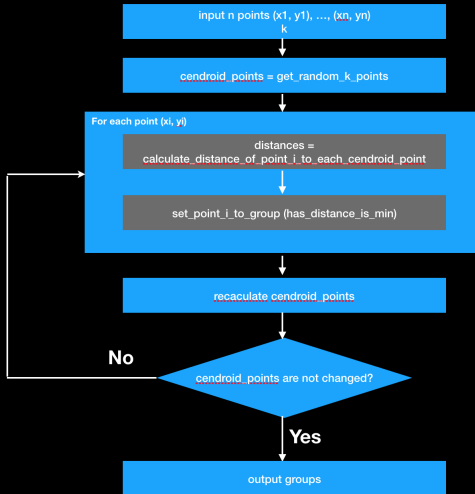 input n points (x1, y1), ..., (xn, yn)
k
cendroid_points = get_random_k_points
For each point (xi, yi)
distances =
calculate_distance_of_point_i_to_each_cendroid_point
set_point_i_to_group (has_distance_is_min)
recaculate cendroid_points
No
cendroid_points are not changed?
Yes
output groups